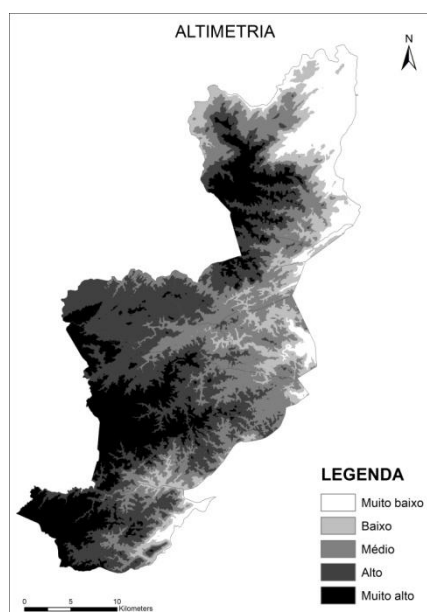 ALTIMETRIA
N
LEGENDA
Muito baixo
Baixo
Médio
Alto
Muito alto
0 5 10
Kilometers